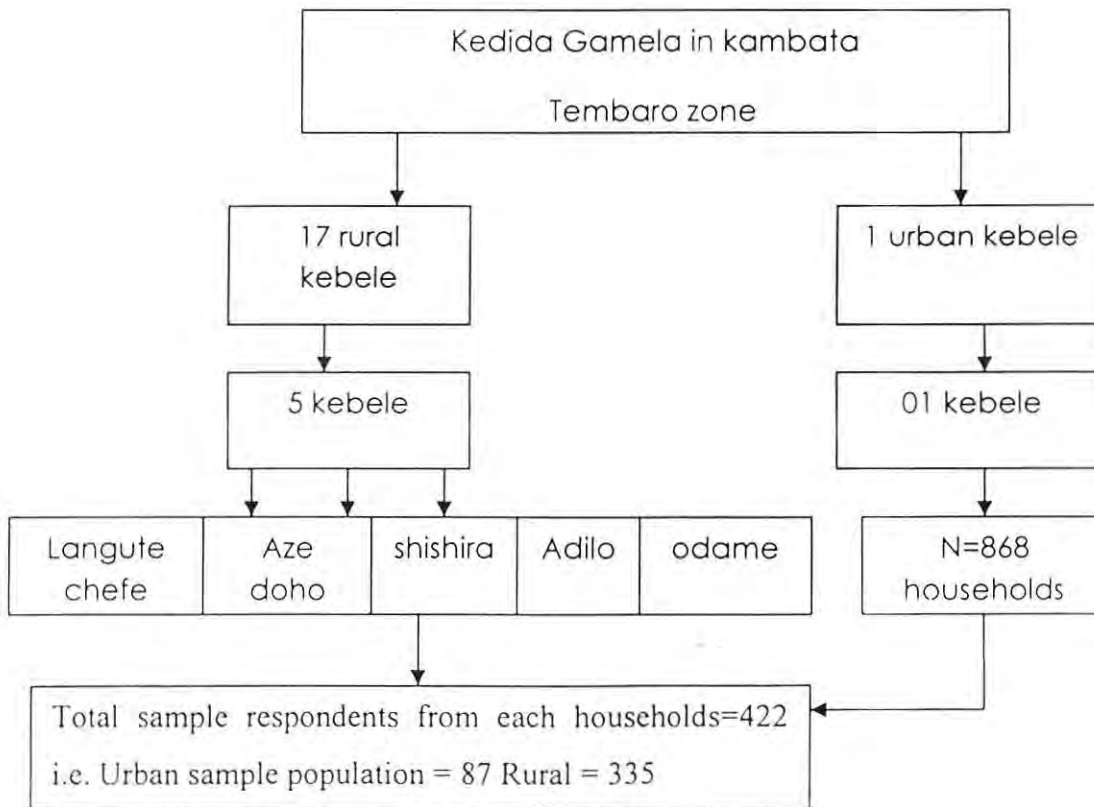 Kedida Gamela in kambata
Tembaro zone
17 rural
kebele
1 urban kebele
5 kebele
01 kebele
Langute
chefe
Aze
doho
shishira
Adilo
odame
N=868
households
Total sample respondents from each households=422
i.e. Urban sample population = 87 Rural = 335